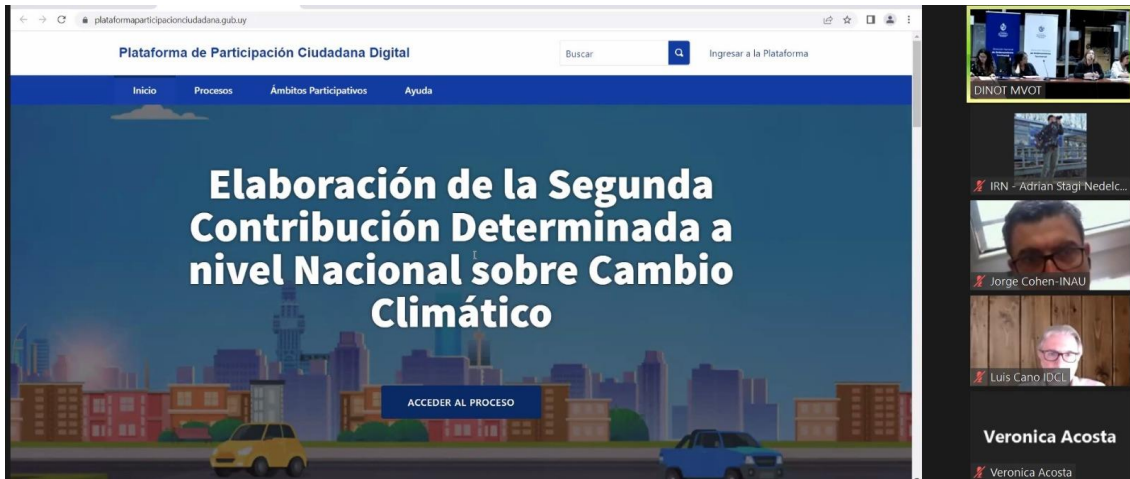 plataformaparticipacionciudadana.gub.uy
Plataforma de Participación Ciudadana Digital
Buscar
Ingresar a la Plataforma
Inicio Procesos Ámbitos Participativos Ayuda
Elaboración de la Segunda
Contribución Determinada a
nivel Nacional sobre Cambio
Climático
ACCEDER AL PROCESO
DINOT MVOT
IRN - Adrian Stagi Nedelc...
Jorge Cohen-INAU
Luis Cano IDCL
Veronica Acosta
Veronica Acosta